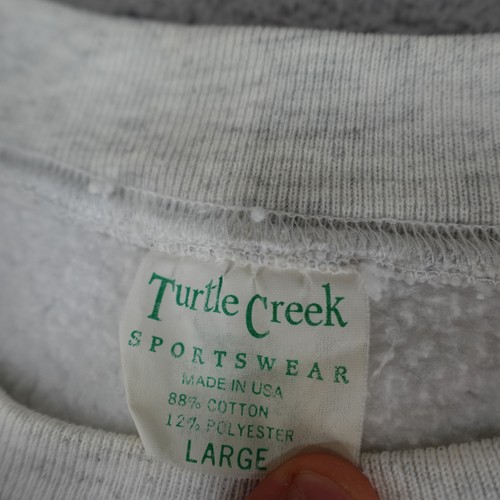 Turtle Creek
SPORTSWEAR
MADE IN USA
88% COTTON
12% POLYESTER
LARGE